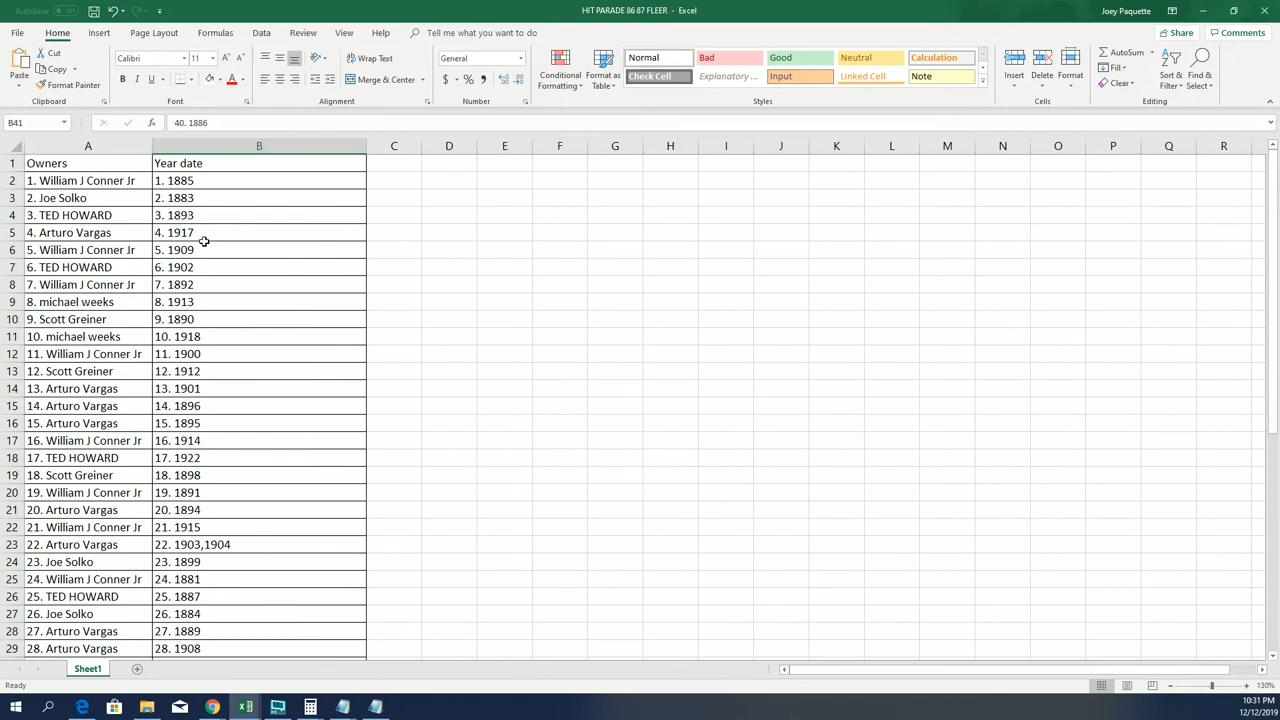 AutoSave Off HIT PARADE 86 87 FLEER - Excel Joey Paquette
File Home Insert Page Layout Formulas Data Review View Help Tell me what you want to do Share Comments
Paste Cut Copy Format Painter
Clipboard
Calibri 11
B I U A
Font
Wrap Text
Merge & Center
Alignment
General
$ % ,
Number
Conditional Formatting Format as Table
Normal Bad Good Neutral Calculation
Check Cell Explanatory ... Input Linked Cell Note
Styles
Insert Delete Format
Cells
AutoSum
Fill
Clear
Sort & Filter Find & Select
Editing
B41 fx 40. 1886
A B C D E F G H I J K L M N O P Q R
1 Owners Year date
2 1. William J Conner Jr 1. 1885
3 2. Joe Solko 2. 1883
4 3. TED HOWARD 3. 1893
5 4. Arturo Vargas 4. 1917
6 5. William J Conner Jr 5. 1909
7 6. TED HOWARD 6. 1902
8 7. William J Conner Jr 7. 1892
9 8. michael weeks 8. 1913
10 9. Scott Greiner 9. 1890
11 10. michael weeks 10. 1918
12 11. William J Conner Jr 11. 1900
13 12. Scott Greiner 12. 1912
14 13. Arturo Vargas 13. 1901
15 14. Arturo Vargas 14. 1896
16 15. Arturo Vargas 15. 1895
17 16. William J Conner Jr 16. 1914
18 17. TED HOWARD 17. 1922
19 18. Scott Greiner 18. 1898
20 19. William J Conner Jr 19. 1891
21 20. Arturo Vargas 20. 1894
22 21. William J Conner Jr 21. 1915
23 22. Arturo Vargas 22. 1903,1904
24 23. Joe Solko 23. 1899
25 24. William J Conner Jr 24. 1881
26 25. TED HOWARD 25. 1887
27 26. Joe Solko 26. 1884
28 27. Arturo Vargas 27. 1889
29 28. Arturo Vargas 28. 1908
Sheet1
Ready 130%
10:31 PM
12/12/2019